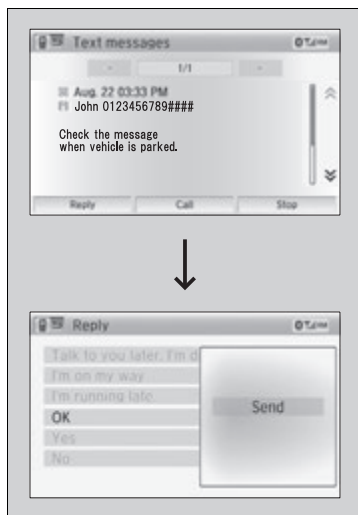 Text messages
1/1
Aug. 22 03:33 PM
John 0123456789####
Check the message
when vehicle is parked.
Reply Call Stop
Reply
Talk to you later. I'm d
I'm on my way
I'm running late
OK
Yes
No
Send